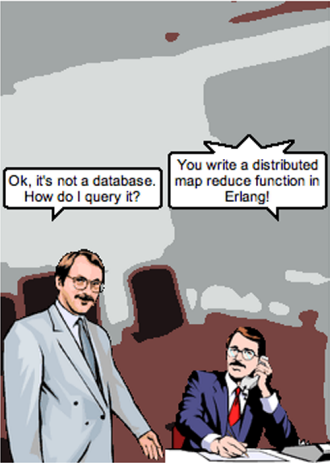 Ok, it's not a database.
How do I query it?
You write a distributed
map reduce function in
Erlang!